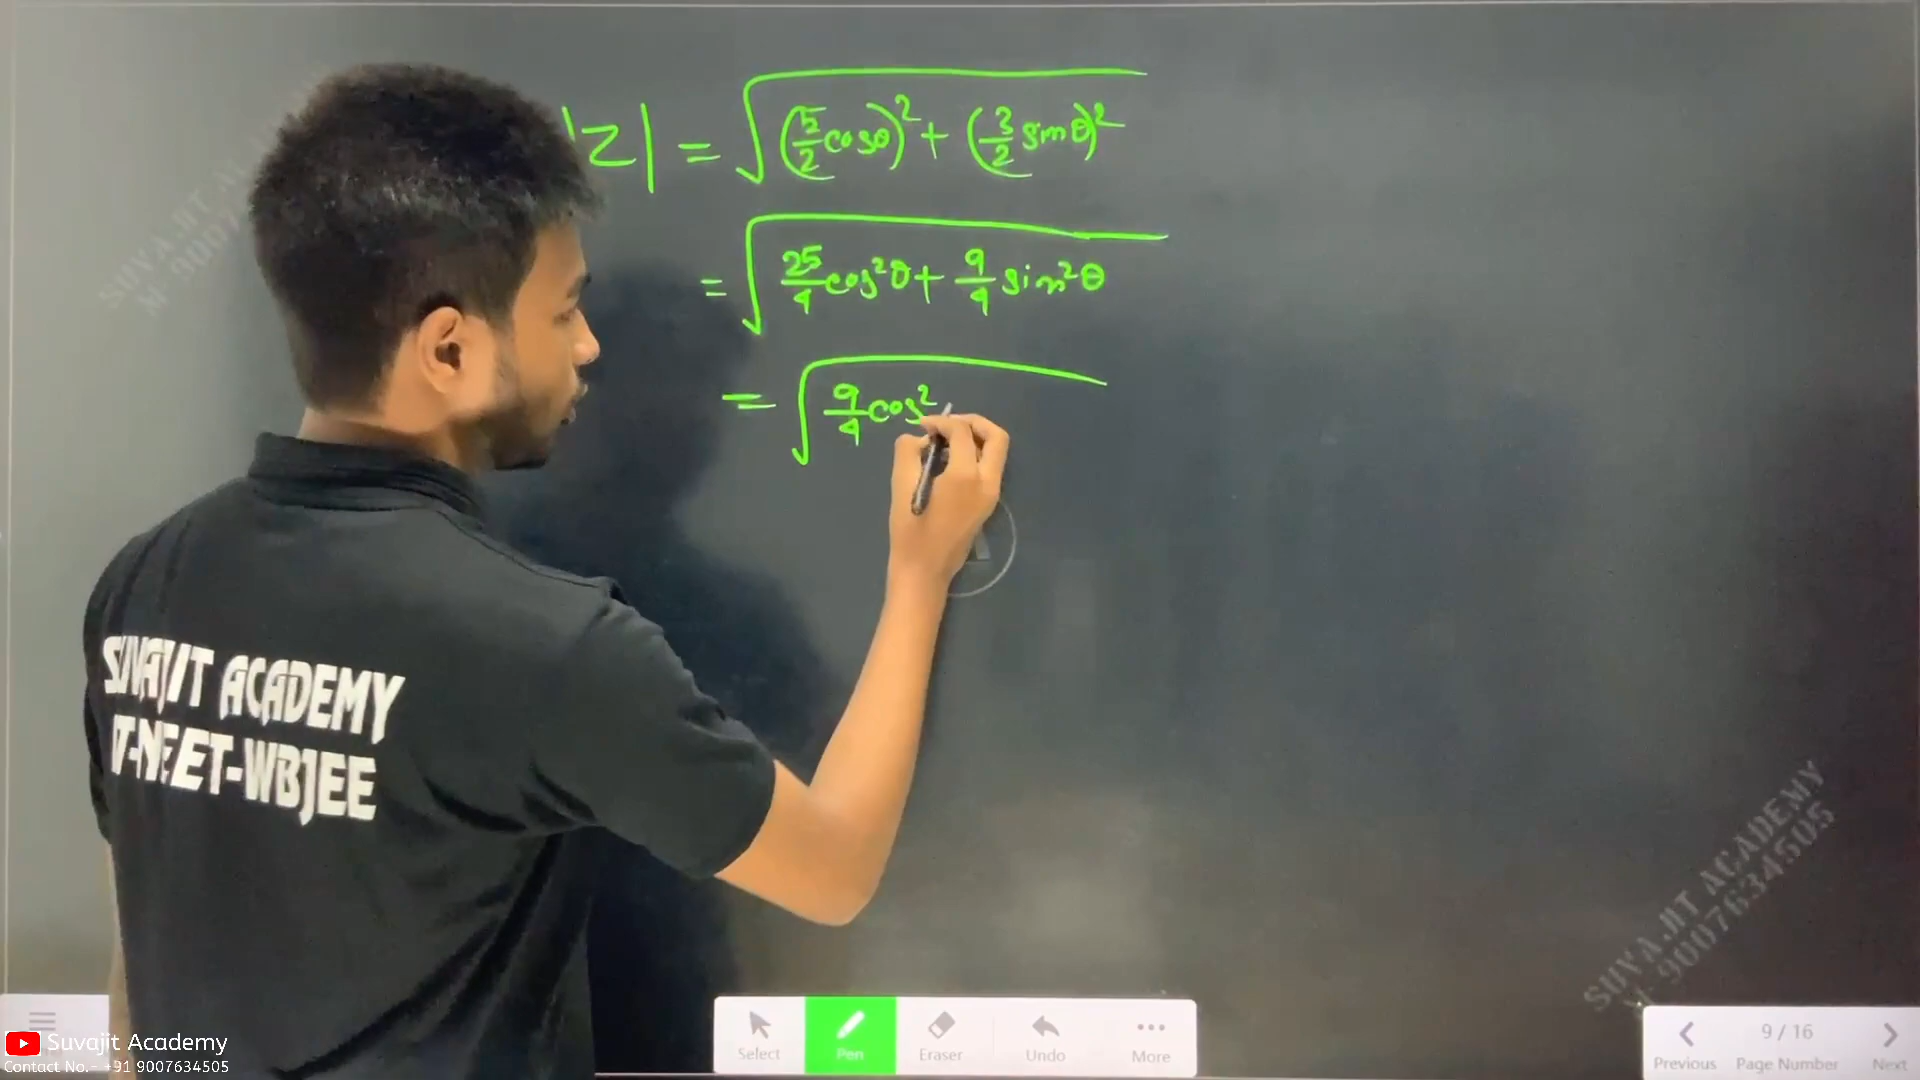 |Z| = √(5/2 cosθ)² + (3/2 sinθ)²
= √25/4 cos²θ + 9/4 sin²θ
= √9/4 cos²
SUVAJIT ACADEMY
IT-NEET-WBJEE
SUVAJIT ACADEMY
M-9007634505
Suvajit Academy
Contact No.- +91 9007634505
Select
Pen
Eraser
Undo
More
Previous
9 / 16
Page Number
Next